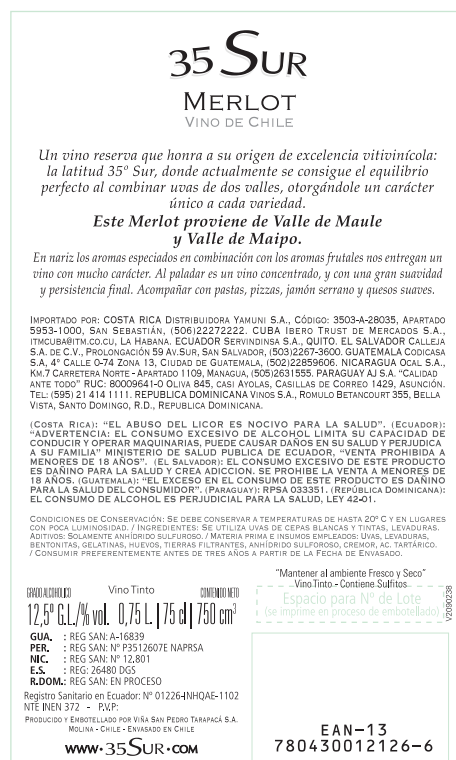 35 SUR
MERLOT
VINO DE CHILE
Un vino reserva que honra a su origen de excelencia vitivinícola:
la latitud 35º Sur, donde actualmente se consigue el equilibrio
perfecto al combinar uvas de dos valles, otorgándole un carácter
único a cada variedad.
Este Merlot proviene de Valle de Maule
y Valle de Maipo.
En nariz los aromas especiados en combinación con los aromas frutales nos entregan un
vino con mucho carácter. Al paladar es un vino concentrado, y con una gran suavidad
y persistencia final. Acompañar con pastas, pizzas, jamón serrano y quesos suaves.
IMPORTADO POR: COSTA RICA DISTRIBUIDORA YAMUNI S.A., CÓDIGO: 3503-A-28035, APARTADO
5953-1000, SAN SEBASTIÁN, (506)22272222. CUBA IBERO TRUST DE MERCADOS S.A.,
ITMCUBA@ITM.CO.CU, LA HABANA. ECUADOR SERVINDINSA S.A., QUITO. EL SALVADOR CALLEJA
S.A. DE C.V., PROLONGACIÓN 59 AV.SUR, SAN SALVADOR, (503)2267-3600. GUATEMALA CODICASA
S.A, 4º CALLE 0-74 ZONA 13, CIUDAD DE GUATEMALA, (502)22859606. NICARAGUA OCAL S.A.,
KM.7 CARRETERA NORTE - APARTADO 1109, MANAGUA, (505)2631555. PARAGUAY AJ S.A. "CALIDAD
ANTE TODO" RUC: 80009641-0 OLIVA 845, CASI AYOLAS, CASILLAS DE CORREO 1429, ASUNCIÓN.
TEL: (595) 21 414 1111. REPUBLICA DOMINICANA VINOS S.A., ROMULO BETANCOURT 355, BELLA
VISTA, SANTO DOMINGO, R.D., REPUBLICA DOMINICANA.
(COSTA RICA): "EL ABUSO DEL LICOR ES NOCIVO PARA LA SALUD". (ECUADOR):
"ADVERTENCIA: EL CONSUMO EXCESIVO DE ALCOHOL LIMITA SU CAPACIDAD DE
CONDUCIR Y OPERAR MAQUINARIAS, PUEDE CAUSAR DAÑOS EN SU SALUD Y PERJUDICA
A SU FAMILIA" MINISTERIO DE SALUD PUBLICA DE ECUADOR, "VENTA PROHIBIDA A
MENORES DE 18 AÑOS". (EL SALVADOR): EL CONSUMO EXCESIVO DE ESTE PRODUCTO
ES DAÑINO PARA LA SALUD Y CREA ADICCION. SE PROHIBE LA VENTA A MENORES DE
18 AÑOS. (GUATEMALA): "EL EXCESO EN EL CONSUMO DE ESTE PRODUCTO ES DAÑINO
PARA LA SALUD DEL CONSUMIDOR". (PARAGUAY): RPSA 033351. (REPÚBLICA DOMINICANA):
EL CONSUMO DE ALCOHOL ES PERJUDICIAL PARA LA SALUD, LEY 42-01.
CONDICIONES DE CONSERVACIÓN: SE DEBE CONSERVAR A TEMPERATURAS DE HASTA 20º C Y EN LUGARES
CON POCA LUMINOSIDAD. / INGREDIENTES: SE UTILIZA UVAS DE CEPAS BLANCAS Y TINTAS, LEVADURAS.
ADITIVOS: SOLAMENTE ANHÍDRIDO SULFUROSO. / MATERIA PRIMA E INSUMOS EMPLEADOS: UVAS, LEVADURAS,
BENTONITAS, GELATINAS, HUEVOS, TIERRAS FILTRANTES, ANHÍDRIDO SULFOROSO, CREMOR, AC. TARTÁRICO.
/ CONSUMIR PREFERENTEMENTE ANTES DE TRES AÑOS A PARTIR DE LA FECHA DE ENVASADO.
"Mantener al ambiente Fresco y Seco"
Vino Tinto - Contiene Sulfitos
GRADO ALCOHOLICO Vino Tinto CONTENIDO NETO
12,5º G.L./% vol. 0,75 L | 75 cl | 750 cm³
Espacio para Nº de Lote
(se imprime en proceso de embotellado)
V2090238
GUA. : REG SAN: A-16839
PER. : REG SAN: Nº P3512607E NAPRSA
NIC. : REG SAN: Nº 12,801
E.S. : REG: 26480 DGS
R.DOM.: REG SAN: EN PROCESO
Registro Sanitario en Ecuador: Nº 01226-INHQAE-1102
NTE INEN 372 - P.V.P:
PRODUCIDO Y EMBOTELLADO POR VIÑA SAN PEDRO TARAPACÁ S.A.
MOLINA - CHILE - ENVASADO EN CHILE
WWW.35SUR.COM
EAN-13
780430012126-6